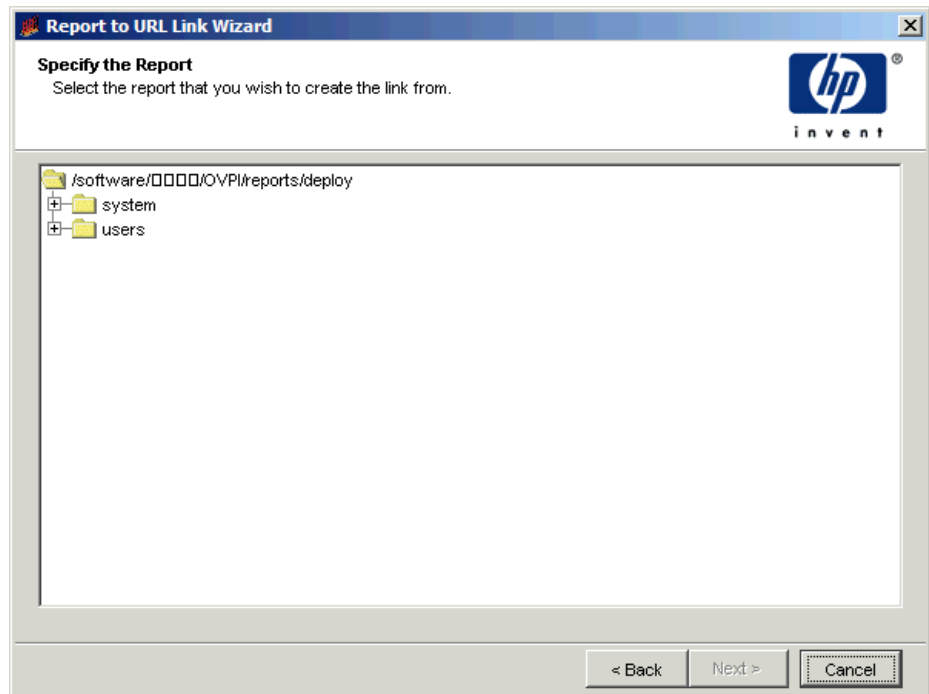 Report to URL Link Wizard
Specify the Report
Select the report that you wish to create the link from.
hp
®
invent
/software/□□□□/OVPI/reports/deploy
system
users
< Back
Next >
Cancel